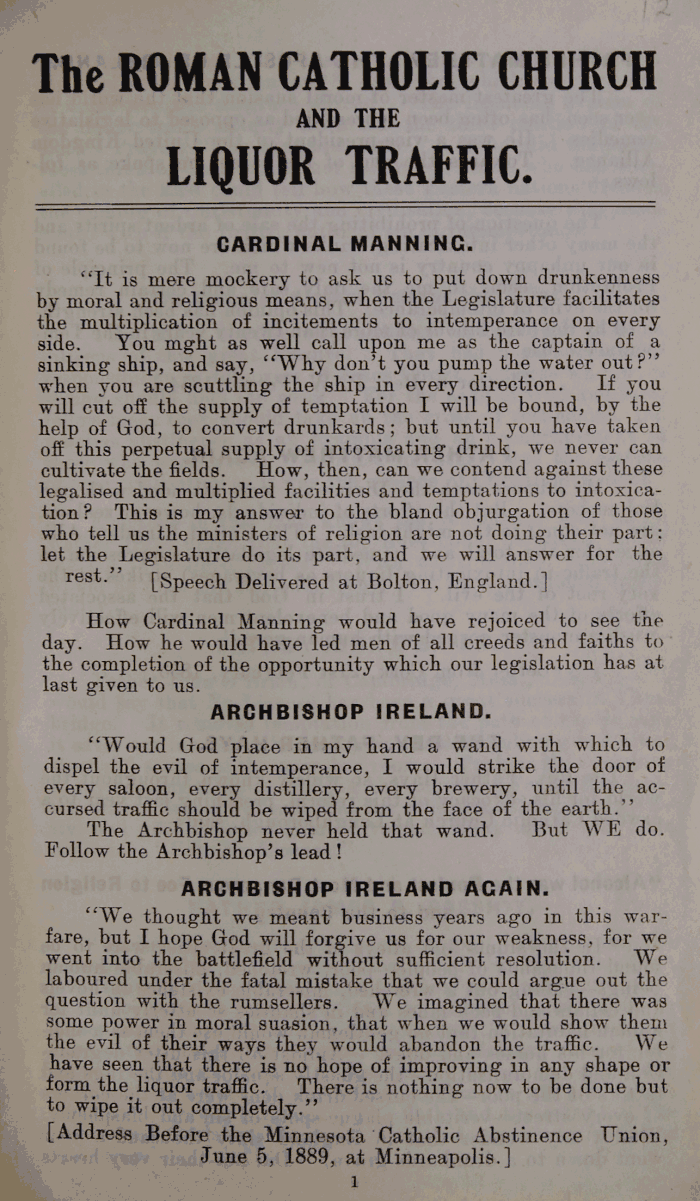 12
The ROMAN CATHOLIC CHURCH
AND THE
LIQUOR TRAFFIC.
CARDINAL MANNING.
“It is mere mockery to ask us to put down drunkenness
by moral and religious means, when the Legislature facilitates
the multiplication of incitements to intemperance on every
side. You mght as well call upon me as the captain of a
sinking ship, and say, “Why don't you pump the water out?”
when you are scuttling the ship in every direction. If you
will cut off the supply of temptation I will be bound, by the
help of God, to convert drunkards; but until you have taken
off this perpetual supply of intoxicating drink, we never can
cultivate the fields. How, then, can we contend against these
legalised and multiplied facilities and temptations to intoxica-
tion? This is my answer to the bland objurgation of those
who tell us the ministers of religion are not doing their part;
let the Legislature do its part, and we will answer for the
rest.” [Speech Delivered at Bolton, England.]
How Cardinal Manning would have rejoiced to see the
day. How he would have led men of all creeds and faiths to
the completion of the opportunity which our legislation has at
last given to us.
ARCHBISHOP IRELAND.
“Would God place in my hand a wand with which to
dispel the evil of intemperance, I would strike the door of
every saloon, every distillery, every brewery, until the ac-
cursed traffic should be wiped from the face of the earth.”
The Archbishop never held that wand. But WE do.
Follow the Archbishop's lead!
ARCHBISHOP IRELAND AGAIN.
“We thought we meant business years ago in this war-
fare, but I hope God will forgive us for our weakness, for we
went into the battlefield without sufficient resolution. We
laboured under the fatal mistake that we could argue out the
question with the rumsellers. We imagined that there was
some power in moral suasion, that when we would show them
the evil of their ways they would abandon the traffic. We
have seen that there is no hope of improving in any shape or
form the liquor traffic. There is nothing now to be done but
to wipe it out completely.”
[Address Before the Minnesota Catholic Abstinence Union,
June 5, 1889, at Minneapolis.]
1